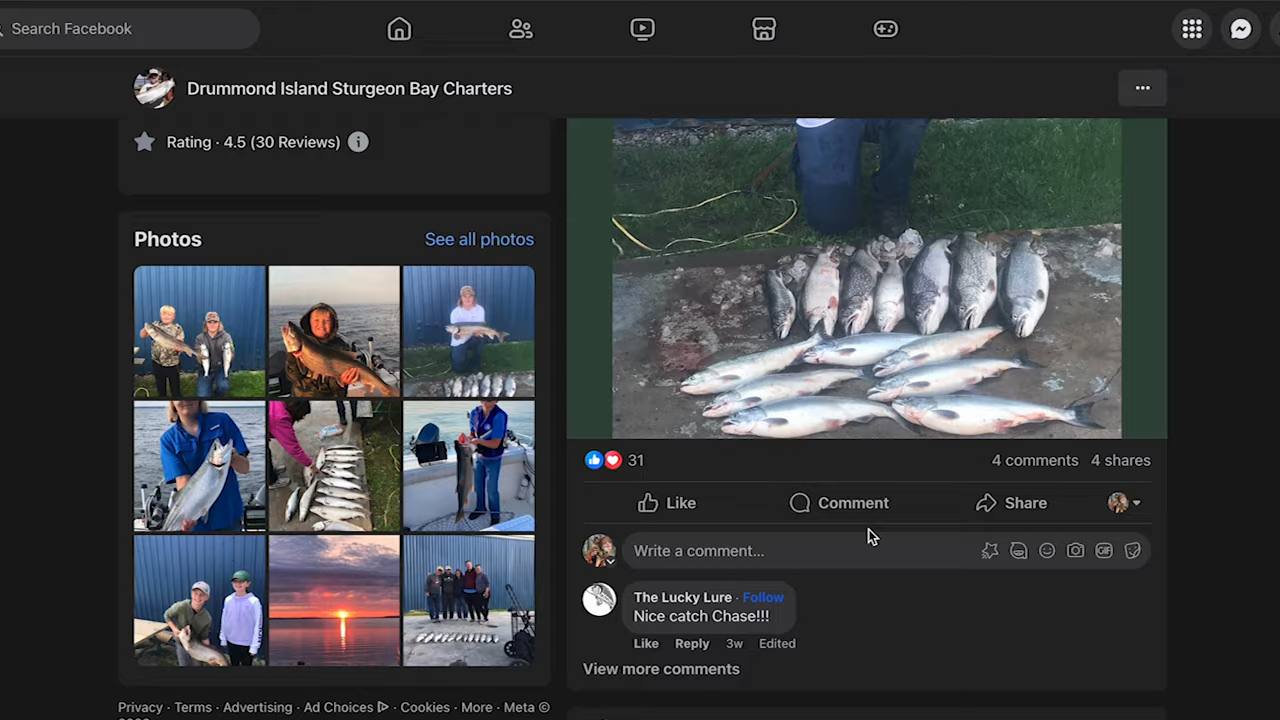 Search Facebook
Drummond Island Sturgeon Bay Charters
Rating · 4.5 (30 Reviews)
Photos
See all photos
31
4 comments 4 shares
Like
Comment
Share
Write a comment...
GIF
The Lucky Lure · Follow
Nice catch Chase!!!
Like Reply 3w Edited
View more comments
Privacy · Terms · Advertising · Ad Choices · Cookies · More · Meta ©